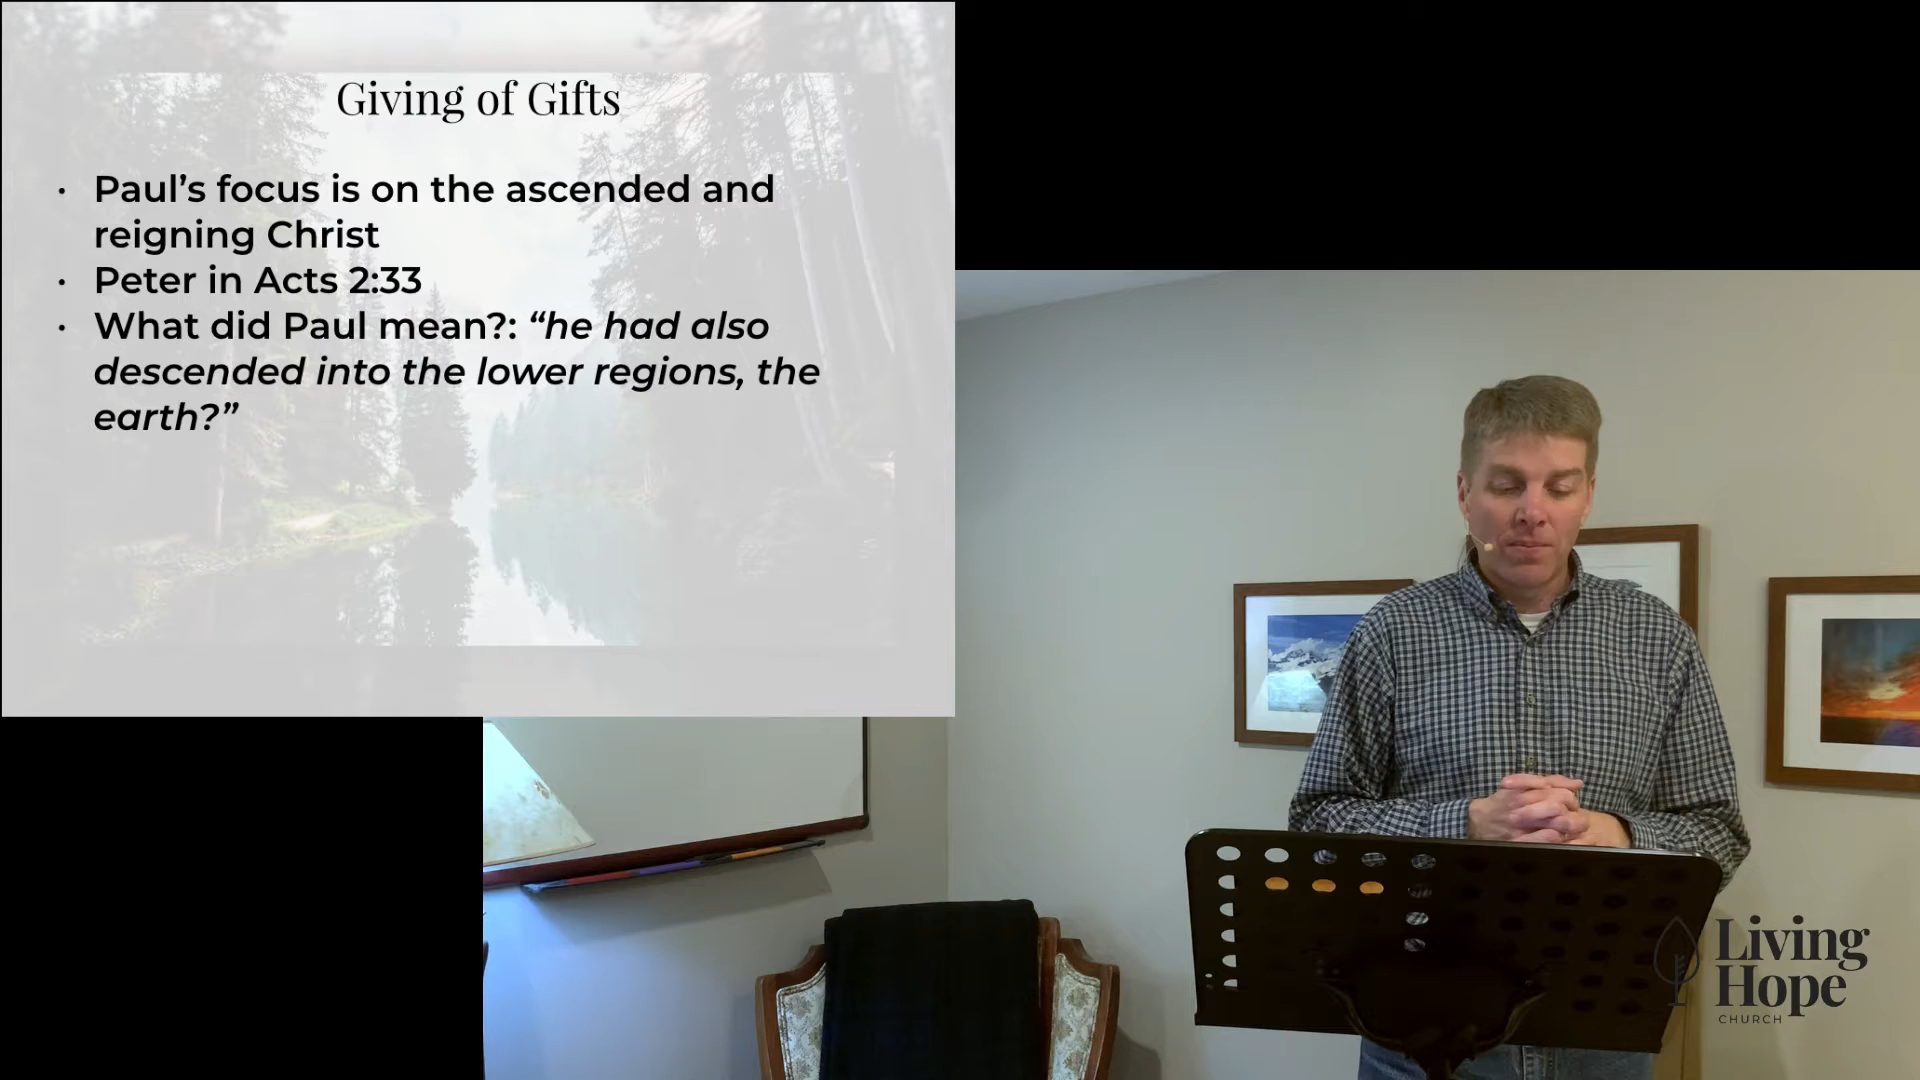 Giving of Gifts
• Paul’s focus is on the ascended and
reigning Christ
• Peter in Acts 2:33
• What did Paul mean?: “he had also
descended into the lower regions, the
earth?”
Living
Hope
CHURCH